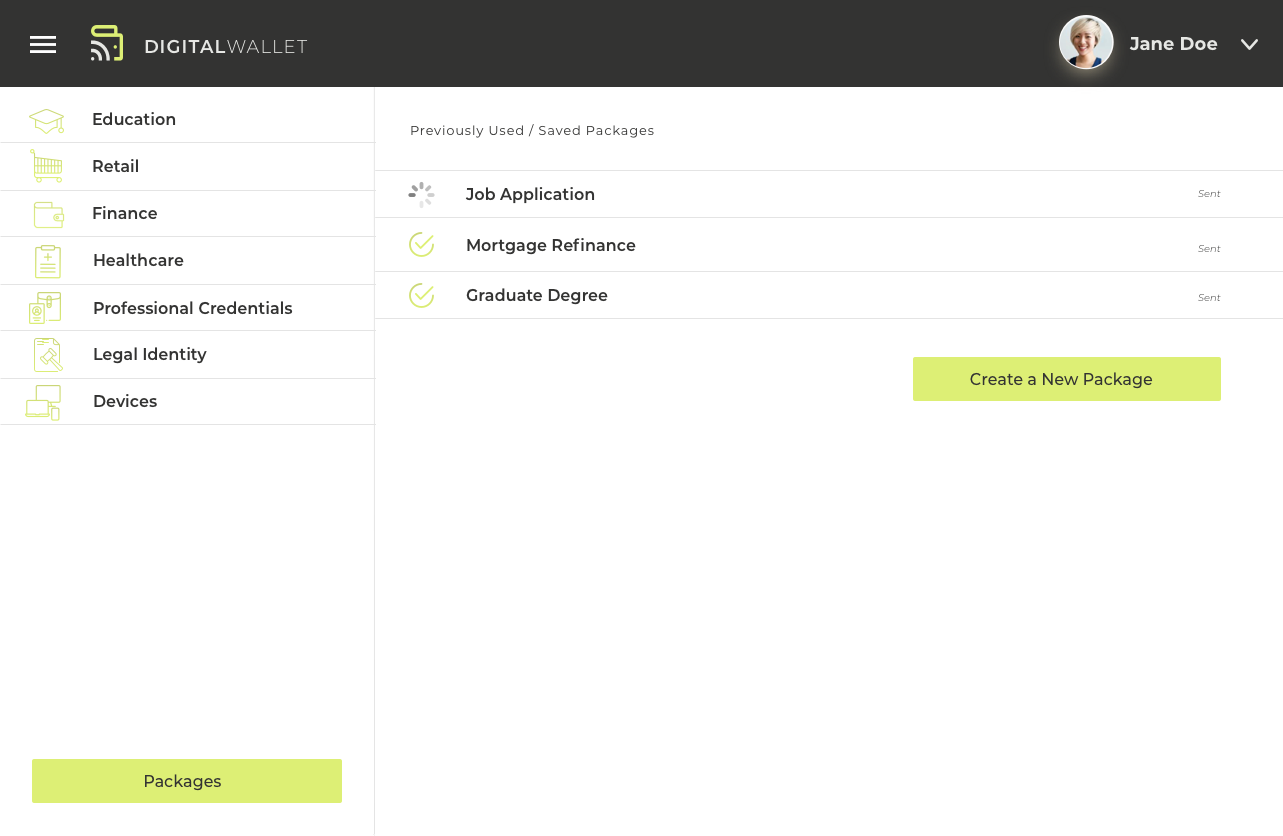 DIGITALWALLET
Jane Doe
Education
Retail
Finance
Healthcare
Professional Credentials
Legal Identity
Devices
Packages
Previously Used / Saved Packages
Job Application Sent
Mortgage Refinance Sent
Graduate Degree Sent
Create a New Package